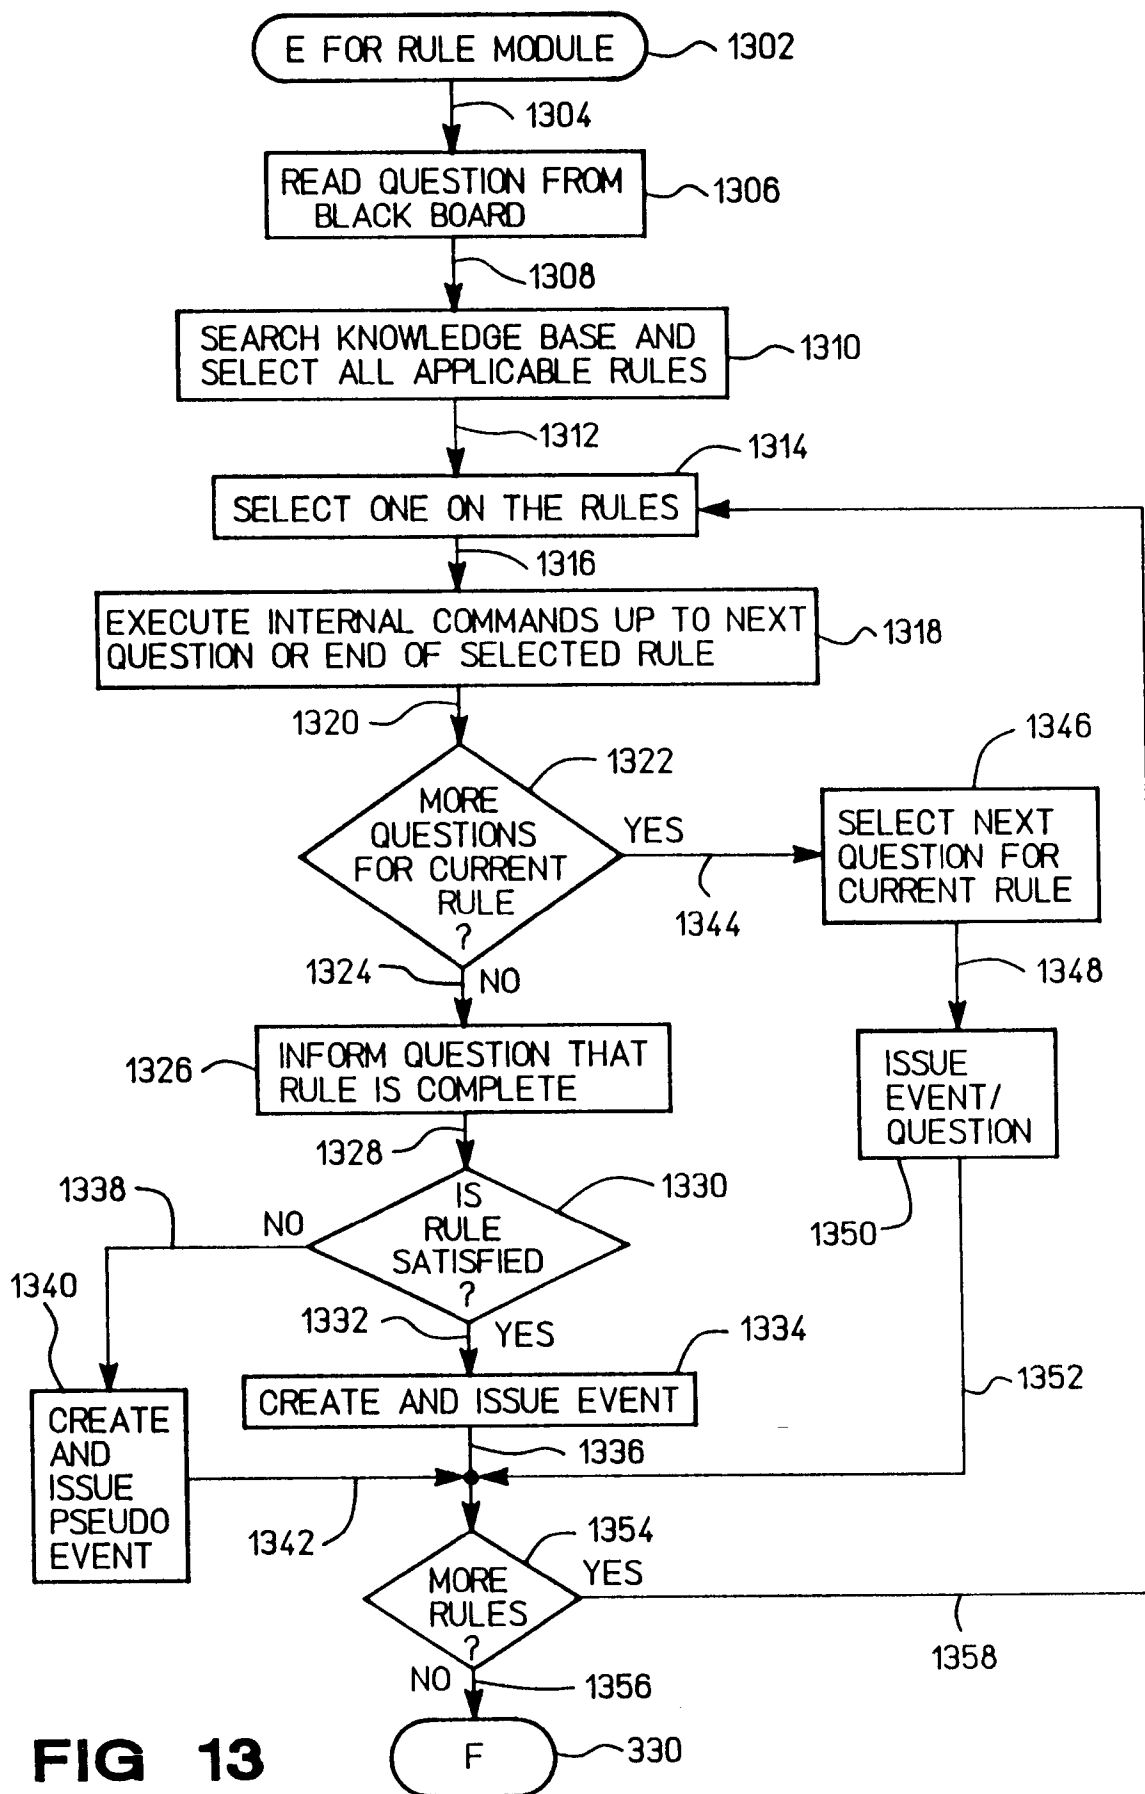 E FOR RULE MODULE
1302
1304
READ QUESTION FROM
BLACK BOARD
1306
1308
SEARCH KNOWLEDGE BASE AND
SELECT ALL APPLICABLE RULES
1310
1312
1314
SELECT ONE ON THE RULES
1316
EXECUTE INTERNAL COMMANDS UP TO NEXT
QUESTION OR END OF SELECTED RULE
1318
1320
1322
MORE
QUESTIONS
FOR CURRENT
RULE
?
YES
1344
1346
SELECT NEXT
QUESTION FOR
CURRENT RULE
1348
1324
NO
1326
INFORM QUESTION THAT
RULE IS COMPLETE
ISSUE
EVENT/
QUESTION
1350
1328
1330
IS
RULE
SATISFIED
?
NO
1338
1340
1332
YES
1334
CREATE AND ISSUE EVENT
1352
CREATE
AND
ISSUE
PSEUDO
EVENT
1336
1342
1354
MORE
RULES
?
YES
1358
NO
1356
F
330
FIG 13